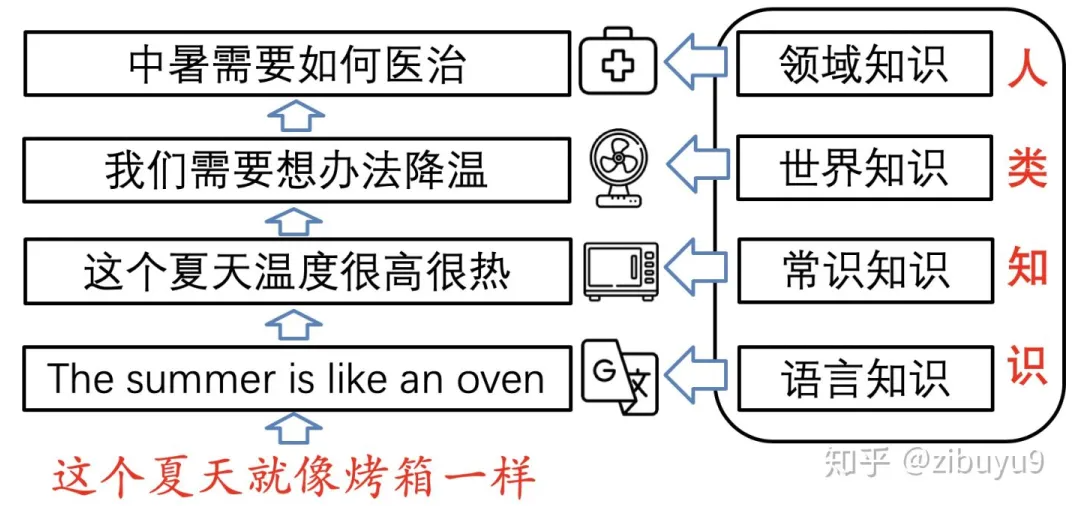 中暑需要如何医治
领域知识
我们需要想办法降温
世界知识
这个夏天温度很高很热
常识知识
The summer is like an oven
G 文
语言知识
这个夏天就像烤箱一样
人
类
知
识
知乎 @zibuyu9